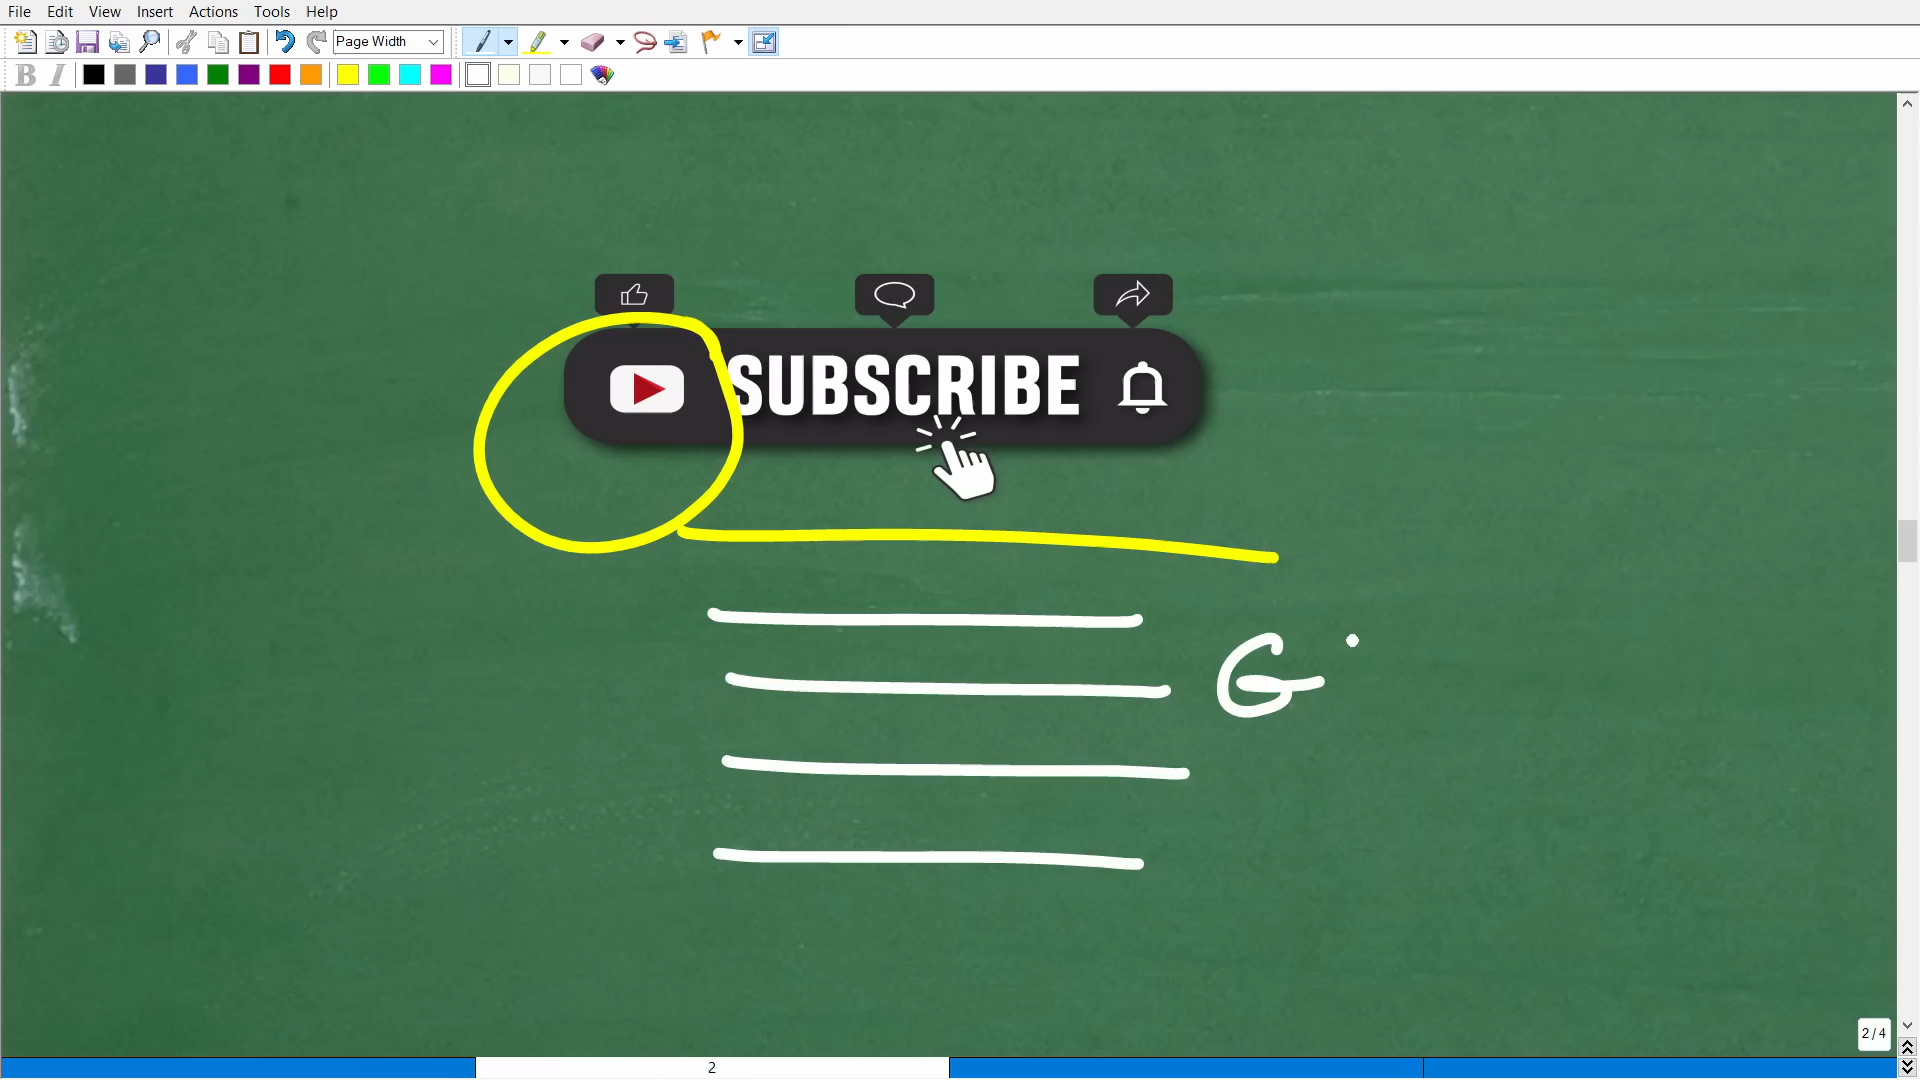 File Edit View Insert Actions Tools Help
Page Width
B I
SUBSCRIBE
G
2 / 4
2